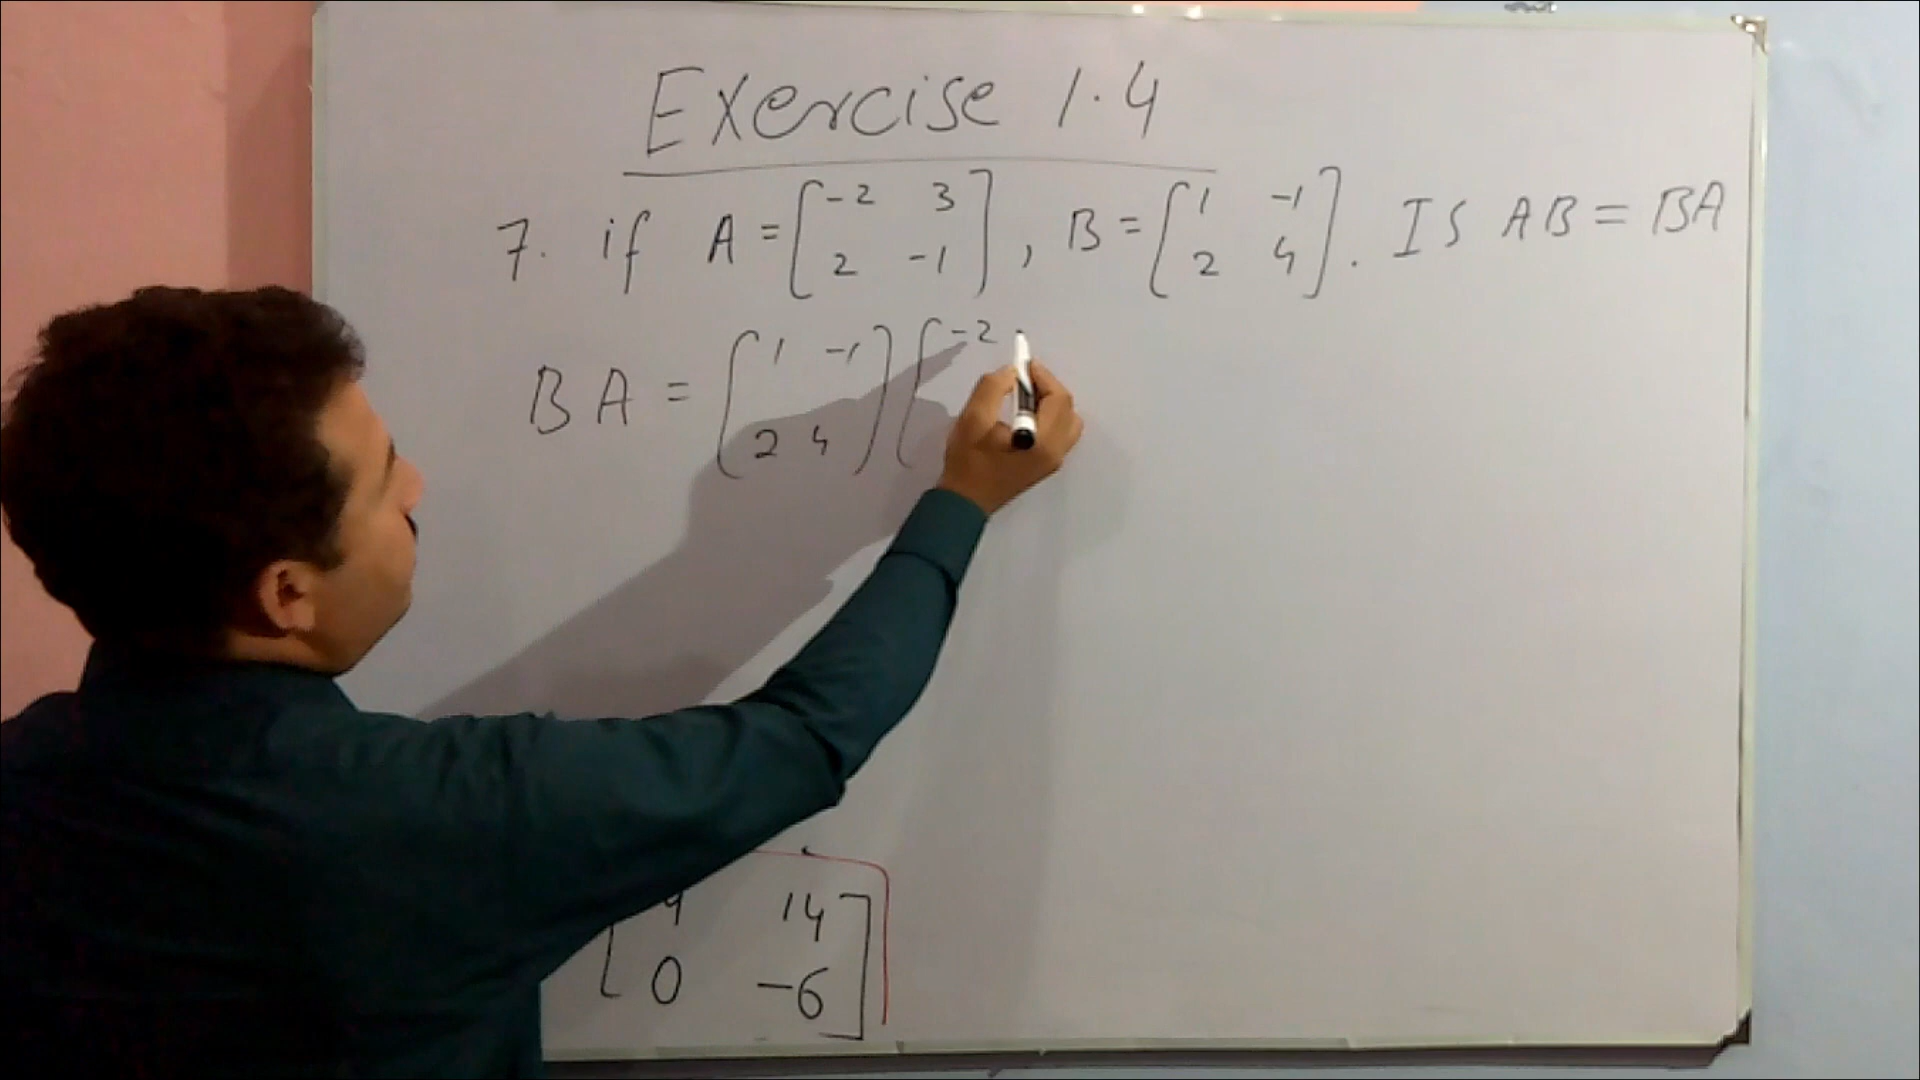 Exercise 1.4
7. if A = [-2 3; 2 -1], B = [1 -1; 2 4]. Is AB = BA
BA = [1 -1; 2 4] [-2
4 14
0 -6